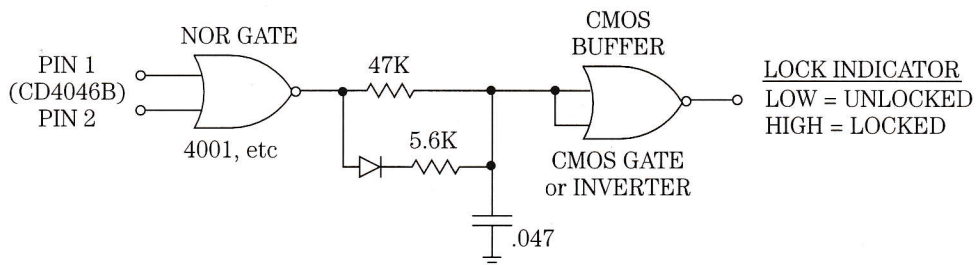 NOR GATE
PIN 1
(CD4046B)
PIN 2
4001, etc
47K
5.6K
.047
CMOS
BUFFER
CMOS GATE
or INVERTER
LOCK INDICATOR
LOW = UNLOCKED
HIGH = LOCKED